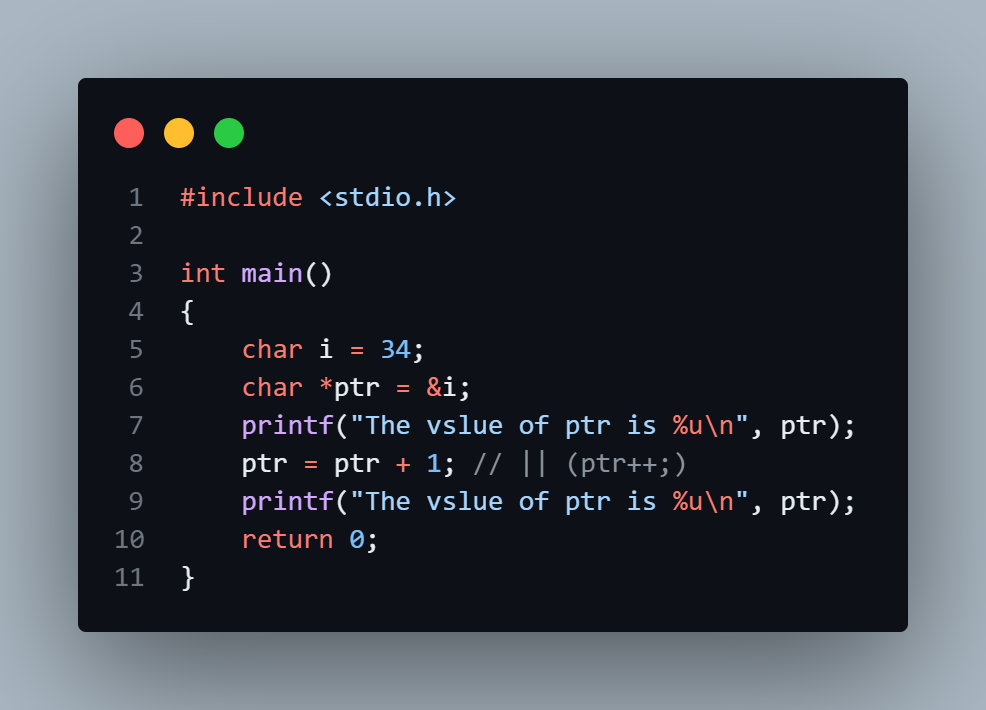 1 #include <stdio.h>
2
3 int main()
4 {
5     char i = 34;
6     char *ptr = &i;
7     printf("The vslue of ptr is %u\n", ptr);
8     ptr = ptr + 1; // || (ptr++;)
9     printf("The vslue of ptr is %u\n", ptr);
10     return 0;
11 }